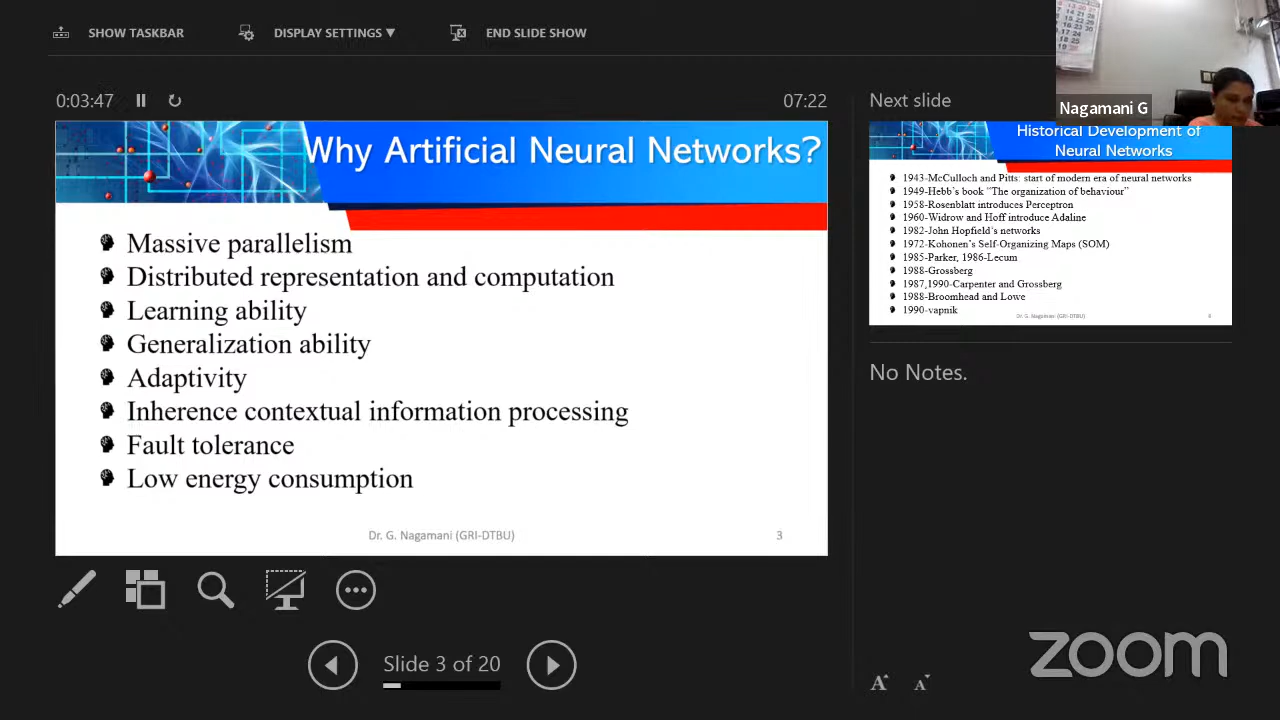 SHOW TASKBAR
DISPLAY SETTINGS ▼
END SLIDE SHOW
Nagamani G
0:03:47
07:22
Next slide
Why Artificial Neural Networks?
Massive parallelism
Distributed representation and computation
Learning ability
Generalization ability
Adaptivity
Inherence contextual information processing
Fault tolerance
Low energy consumption
Dr. G. Nagamani (GRI-DTBU)
3
Historical Development of
Neural Networks
1943-McCulloch and Pitts: start of modern era of neural networks
1949-Hebb's book “The organization of behaviour”
1958-Rosenblatt introduces Perceptron
1960-Widrow and Hoff introduce Adaline
1982-John Hopfield's networks
1972-Kohonen's Self-Organizing Maps (SOM)
1985-Parker, 1986-Lecum
1988-Grossberg
1987,1990-Carpenter and Grossberg
1988-Broomhead and Lowe
1990-vapnik
Dr. G. Nagamani (GRI-DTBU)
No Notes.
Slide 3 of 20
A A
zoom